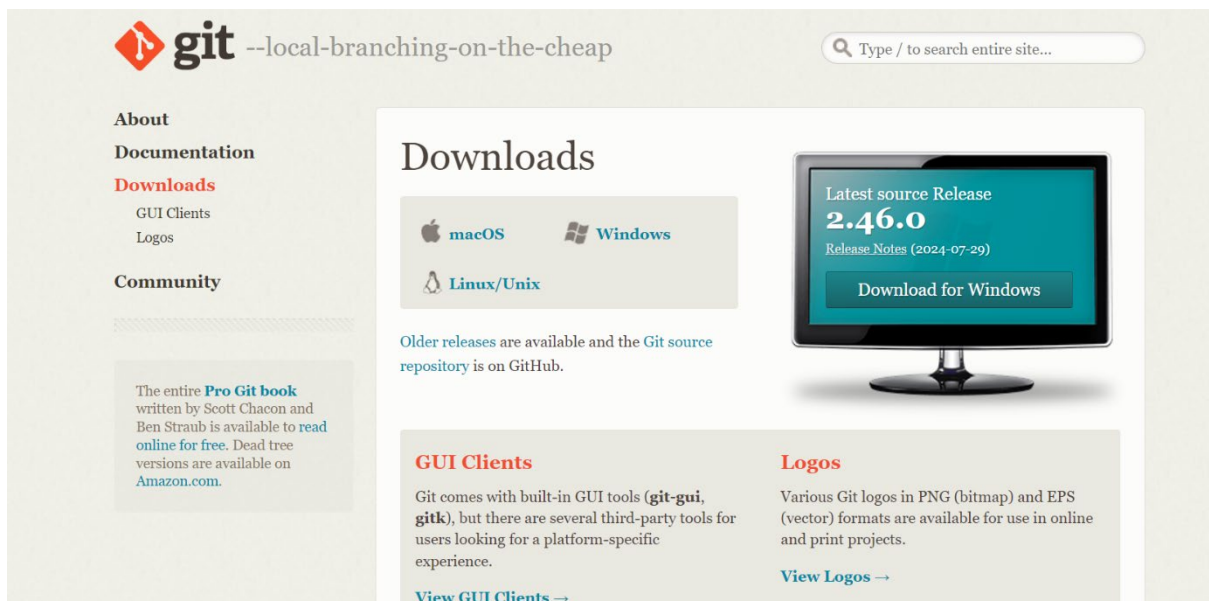 git --local-branching-on-the-cheap
Type / to search entire site...
About
Documentation
Downloads
GUI Clients
Logos
Community
The entire Pro Git book
written by Scott Chacon and
Ben Straub is available to read
online for free. Dead tree
versions are available on
Amazon.com.
Downloads
macOS
Windows
Linux/Unix
Older releases are available and the Git source
repository is on GitHub.
Latest source Release
2.46.0
Release Notes (2024-07-29)
Download for Windows
GUI Clients
Git comes with built-in GUI tools (git-gui,
gitk), but there are several third-party tools for
users looking for a platform-specific
experience.
View GUI Clients →
Logos
Various Git logos in PNG (bitmap) and EPS
(vector) formats are available for use in online
and print projects.
View Logos →